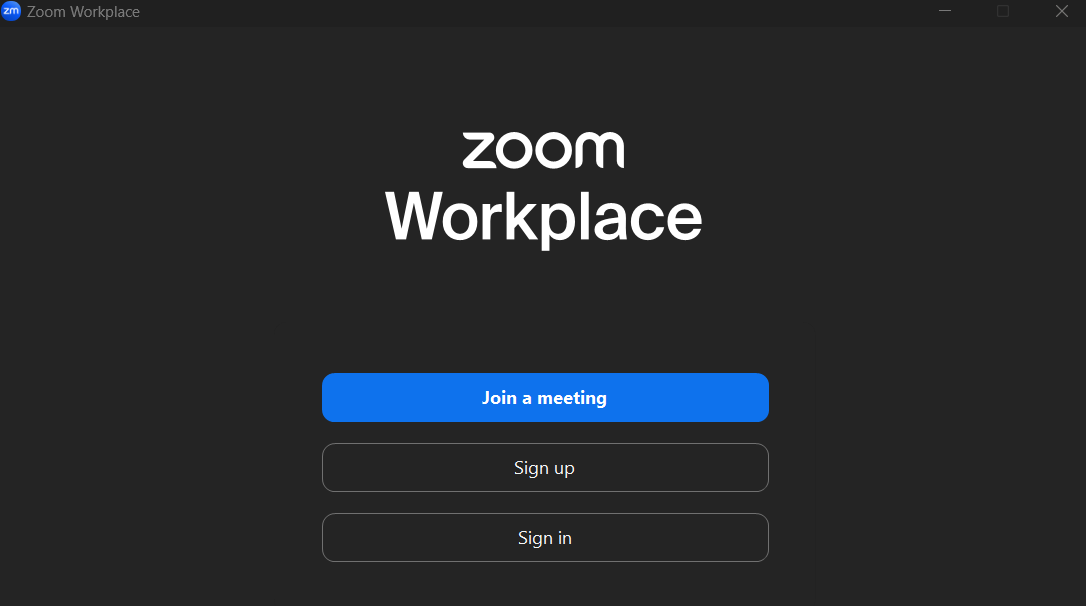 zm Zoom Workplace
zoom
Workplace
Join a meeting
Sign up
Sign in